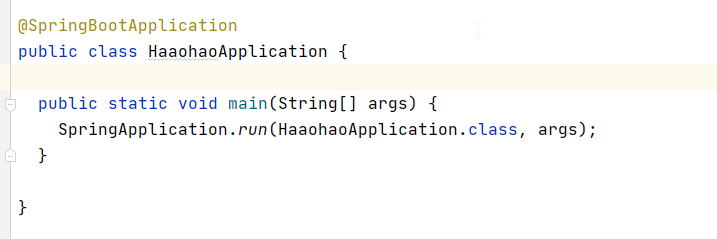 @SpringBootApplication
public class HaaohaoApplication {
public static void main(String[] args) {
SpringApplication.run(HaaohaoApplication.class, args);
}
}